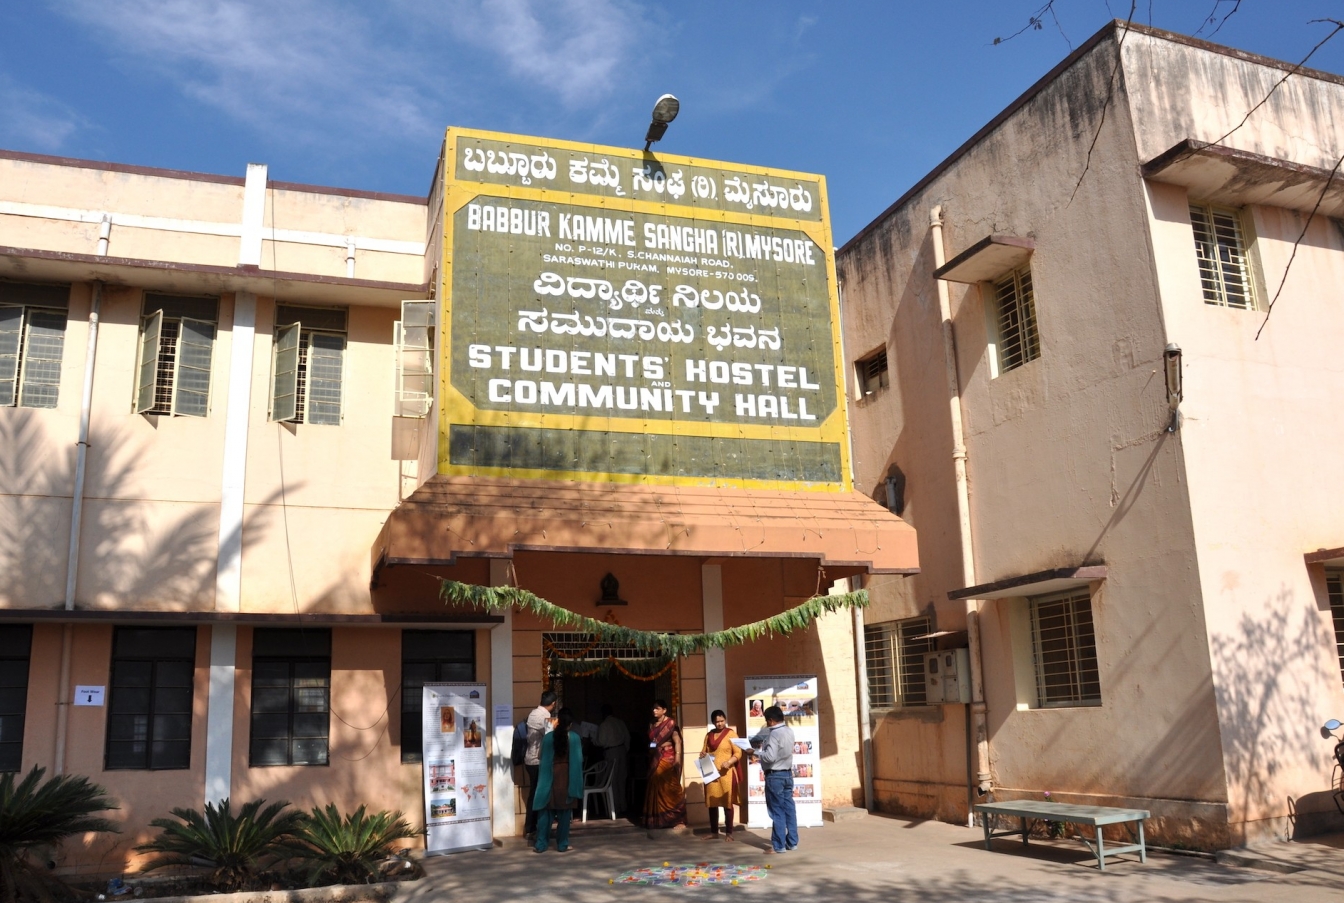 ಬಬ್ಬೂರು ಕಮ್ಮೆ ಸಂಘ (ರಿ). ಮೈಸೂರು
BABBUR KAMME SANGHA (R).MYSORE
NO. P-12/K, S.CHANNAIAH ROAD,
SARASWATHI PURAM, MYSORE-570 009.
ವಿದ್ಯಾರ್ಥಿ ನಿಲಯ
ಮತ್ತು
ಸಮುದಾಯ ಭವನ
STUDENTS' HOSTEL
AND
COMMUNITY HALL